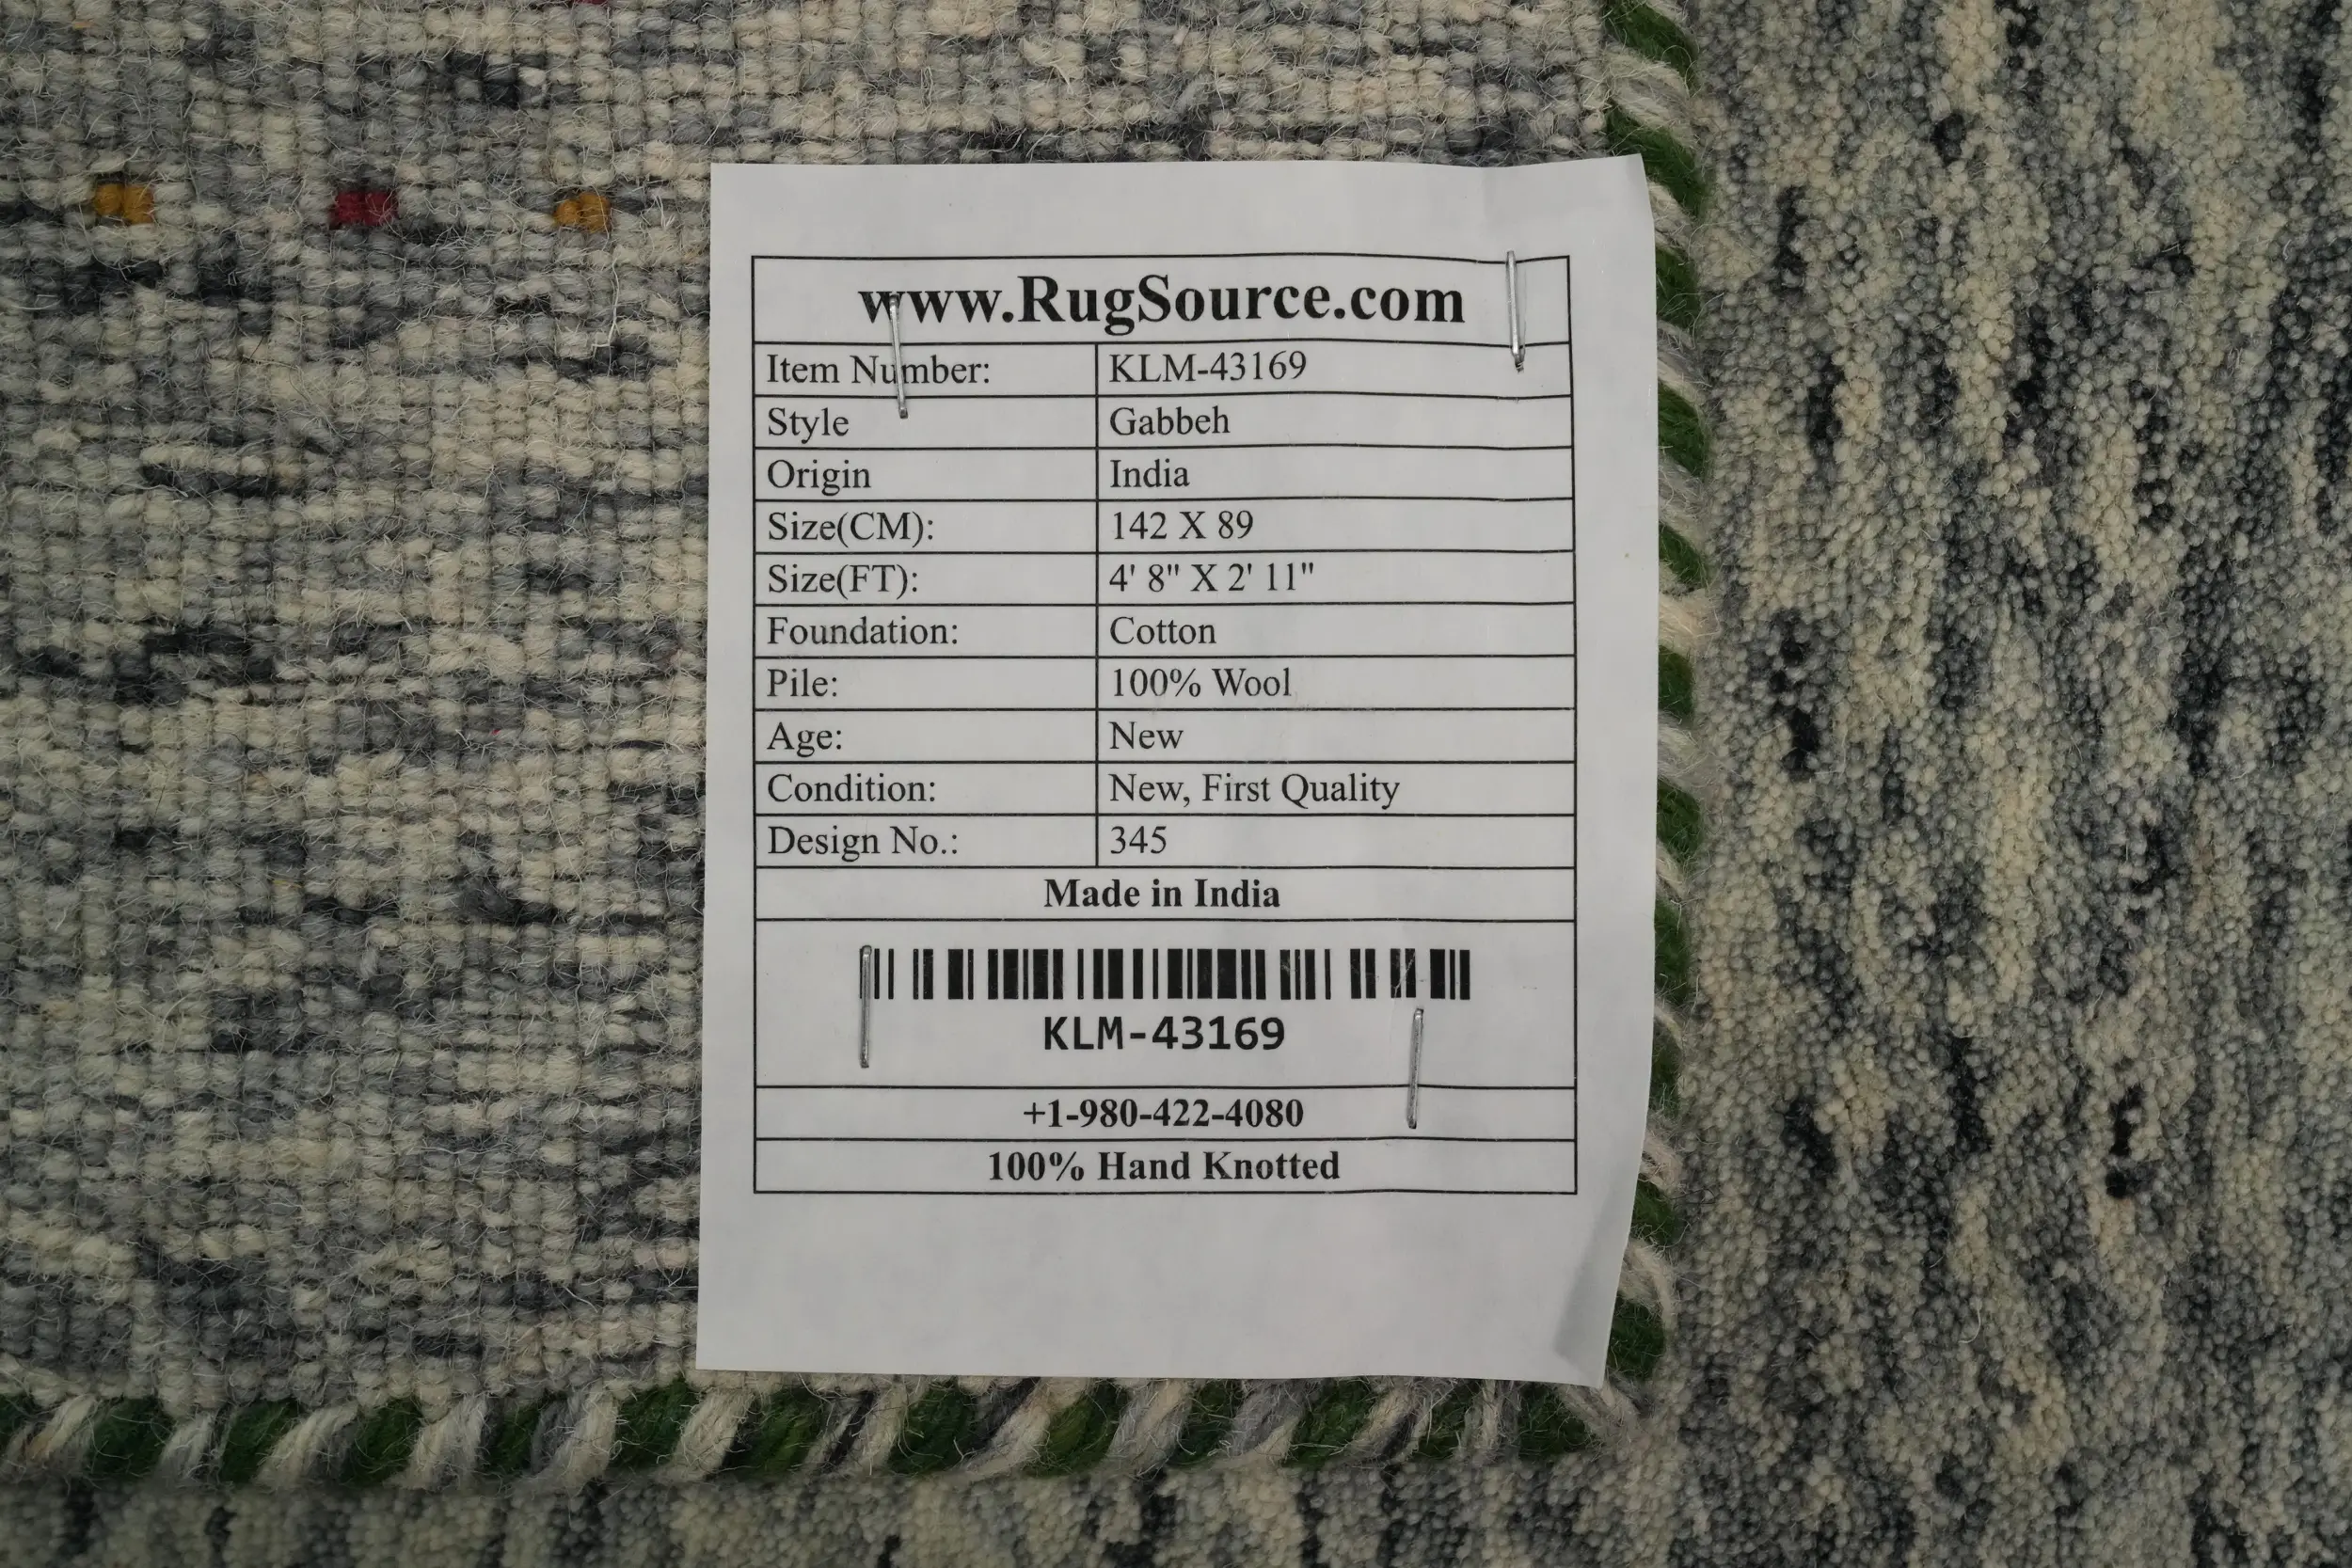 www.RugSource.com
Item Number: KLM-43169
Style Gabbeh
Origin India
Size(CM): 142 X 89
Size(FT): 4' 8" X 2' 11"
Foundation: Cotton
Pile: 100% Wool
Age: New
Condition: New, First Quality
Design No.: 345
Made in India
KLM-43169
+1-980-422-4080
100% Hand Knotted